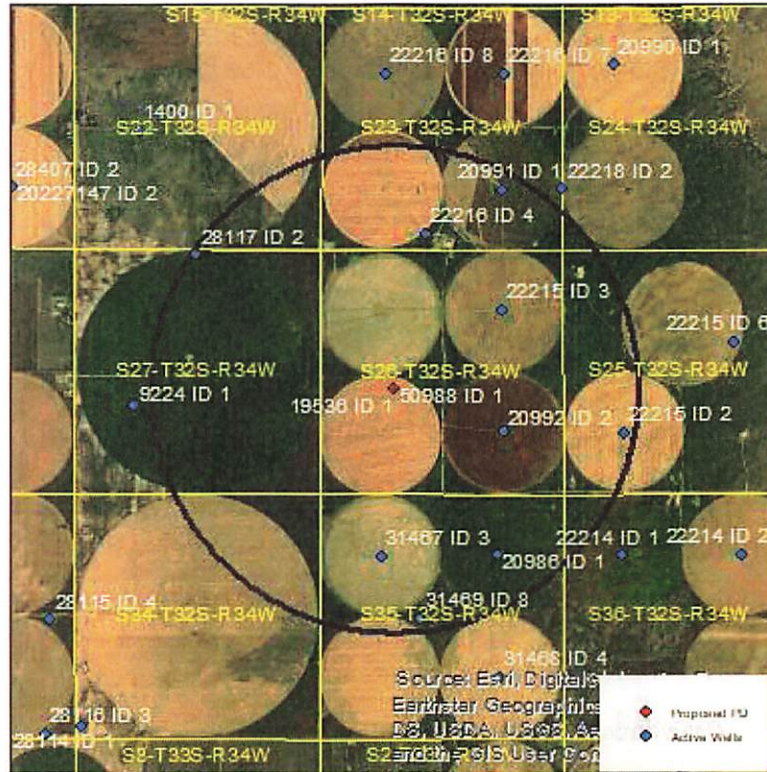 S15-T32S-R34W
S14-T32S-R34W
S13-T32S-R34W
22216 ID 8
22216 ID 7
20990 ID 1
1400 ID 1
S22-T32S-R34W
S23-T32S-R34W
S24-T32S-R34W
28407 ID 2
20227147 ID 2
20991 ID 1
22218 ID 2
22216 ID 4
28117 ID 2
22215 ID 3
22215 ID 6
S27-T32S-R34W
S26-T32S-R34W
S25-T32S-R34W
9224 ID 1
19536 ID 1
50988 ID 1
20992 ID 2
22215 ID 2
31467 ID 3
20986 ID 1
22214 ID 1
22214 ID 2
28115 ID 4
31469 ID 8
S34-T32S-R34W
S35-T32S-R34W
S36-T32S-R34W
31468 ID 4
28116 ID 3
28114 ID 1
S3-T33S-R34W
Source: Esri, Digital
Earthstar Geographics
DS, USDA, USGS, Ae
and the GIS User Com
Proposed PD
Active Wells